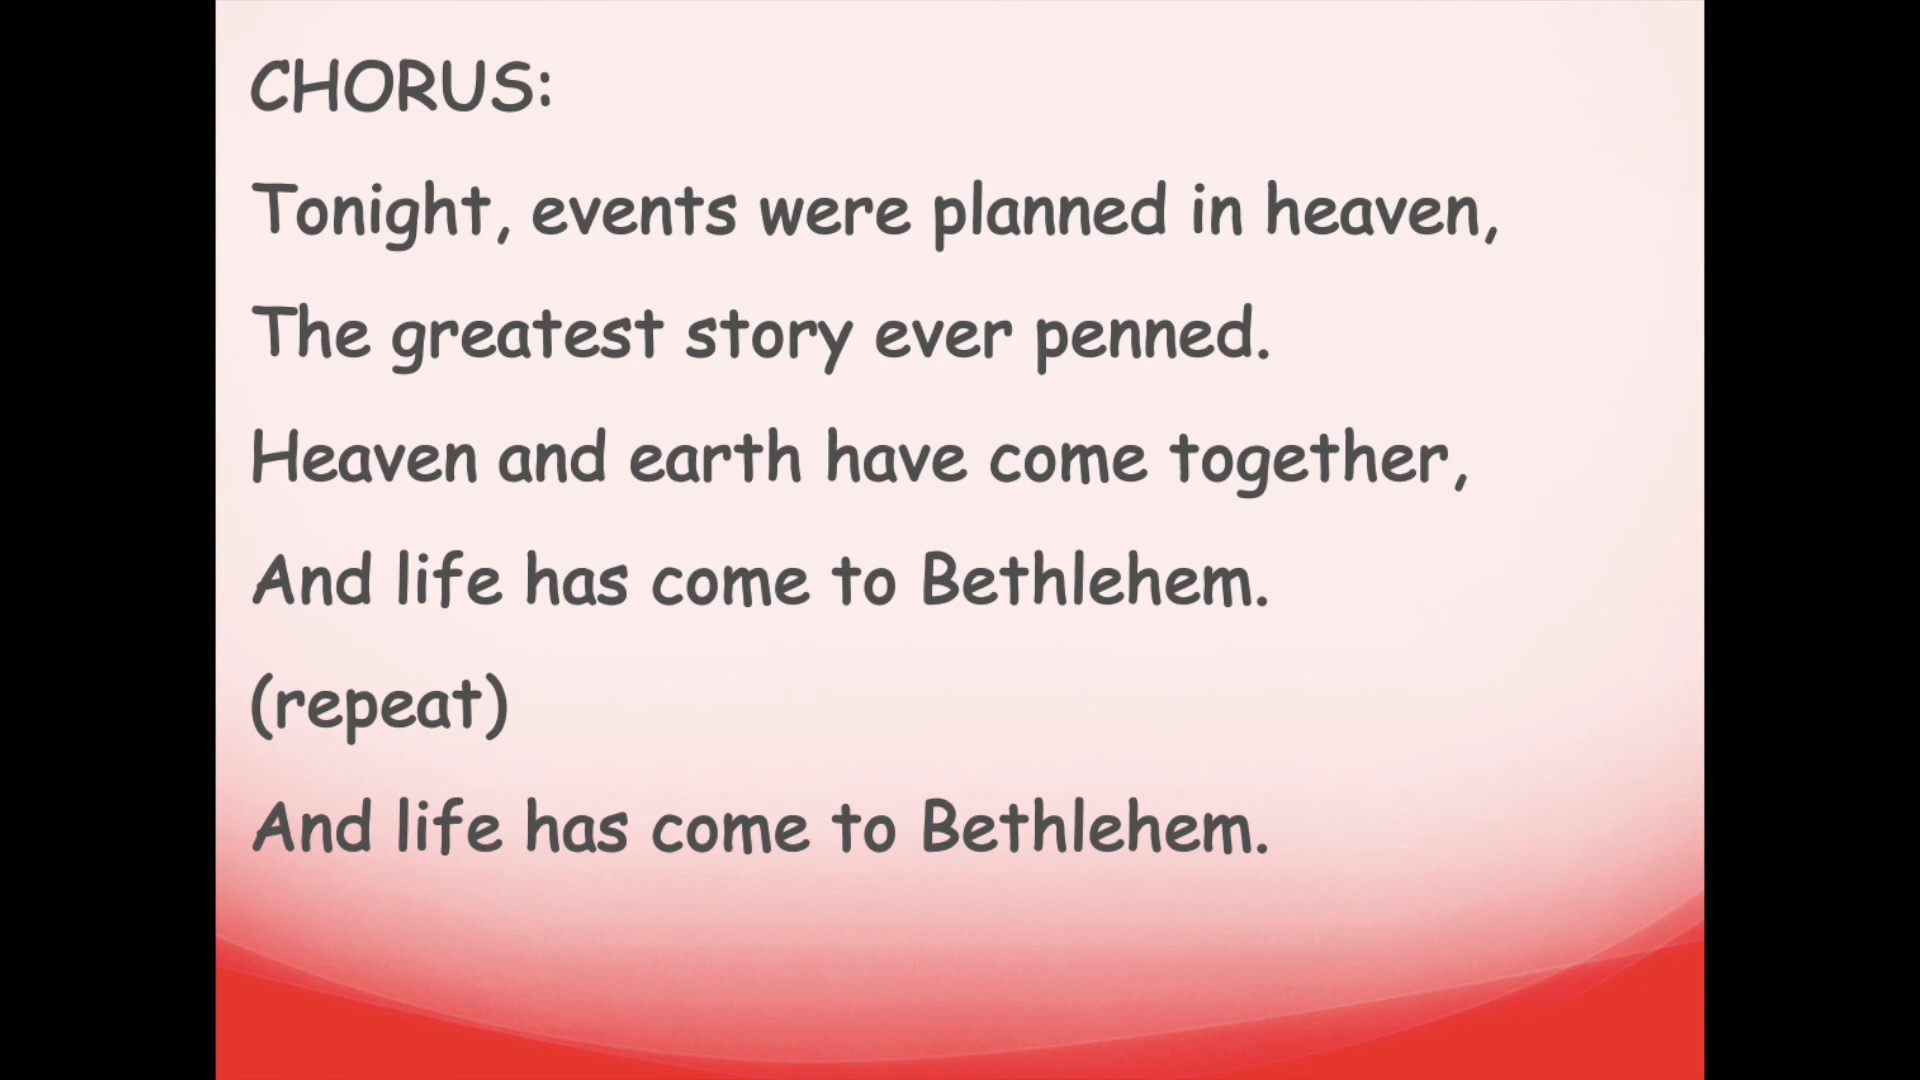 CHORUS:
Tonight, events were planned in heaven,
The greatest story ever penned.
Heaven and earth have come together,
And life has come to Bethlehem.
(repeat)
And life has come to Bethlehem.